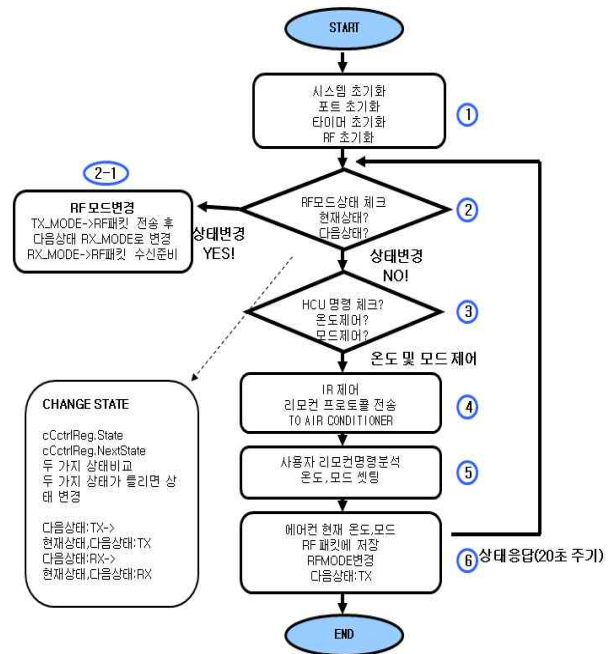 START
시스템 초기화
포트 초기화
타이머 초기화
RF 초기화
1
2-1
RF 모드변경
TX_MODE->RF패킷 전송 후
다음상태 RX_MODE로 변경
RX_MODE->RF패킷 수신준비
상태변경
YES!
RF모드상태 체크
현재상태?
다음상태?
2
상태변경
NO!
HCU 명령 체크?
온도제어?
모드제어?
3
온도 및 모드 제어
IR 제어
리모컨 프로토콜 전송
TO AIR CONDITIONER
4
사용자 리모컨명령분석
온도,모드 셋팅
5
에어컨 현재 온도,모드
RF 패킷에 저장
RFMODE변경
다음상태:TX
6
상태응답(20초 주기)
END
CHANGE STATE
cCctrlReg.State
cCctrlReg.NextState
두 가지 상태비교
두 가지 상태가 틀리면 상
태 변경
다음상태:TX->
현재상태,다음상태:TX
다음상태:RX->
현재상태,다음상태:RX